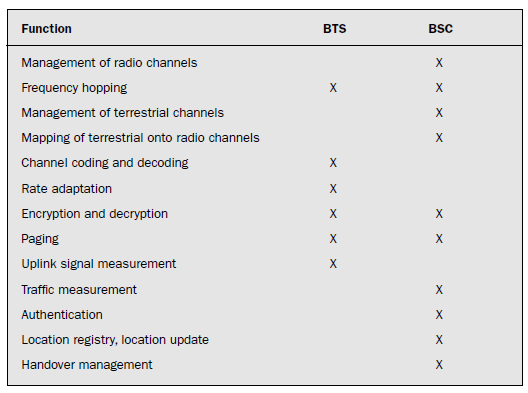 Function BTS BSC
Management of radio channels X
Frequency hopping X X
Management of terrestrial channels X
Mapping of terrestrial onto radio channels X
Channel coding and decoding X
Rate adaptation X
Encryption and decryption X X
Paging X X
Uplink signal measurement X
Traffic measurement X
Authentication X
Location registry, location update X
Handover management X